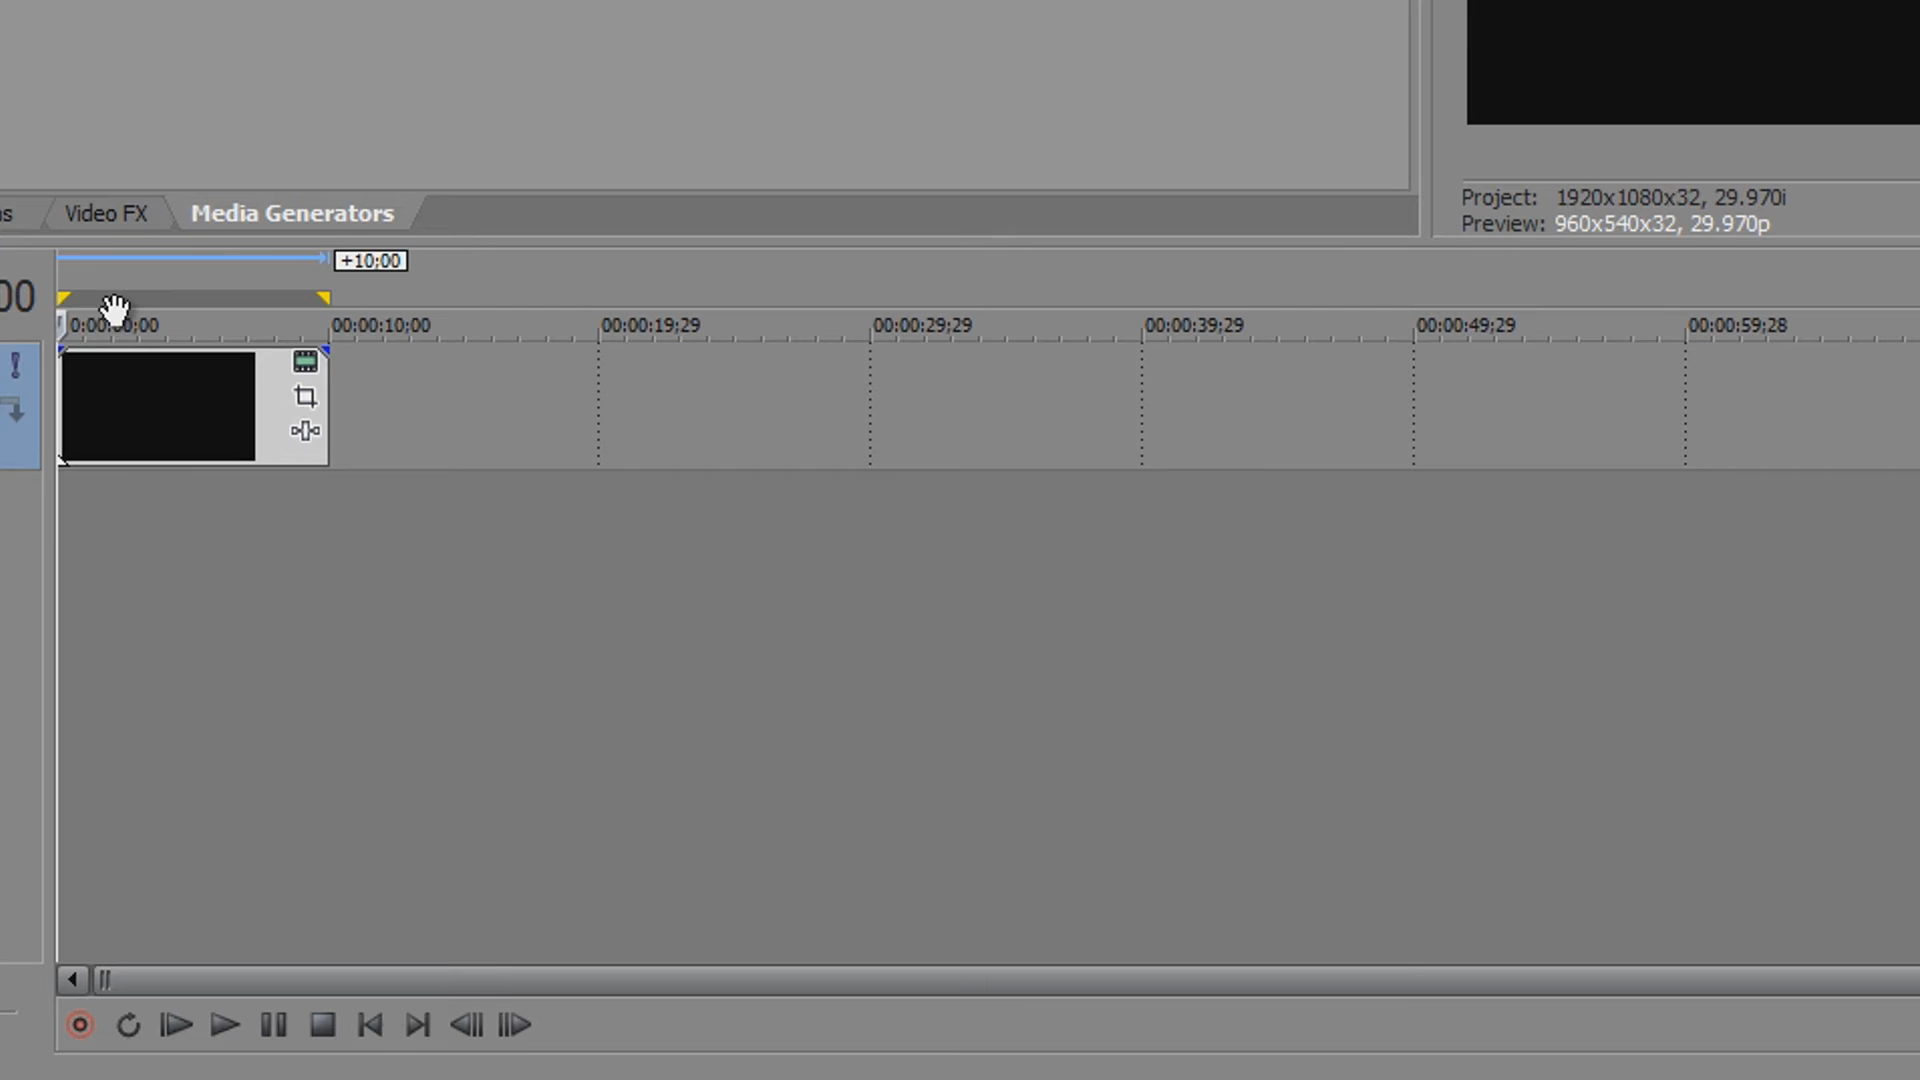 ns
Video FX
Media Generators
Project: 1920x1080x32, 29.970i
Preview: 960x540x32, 29.970p
+10;00
00
00:00:10;00
00:00:19;29
00:00:29;29
00:00:39;29
00:00:49;29
00:00:59;28